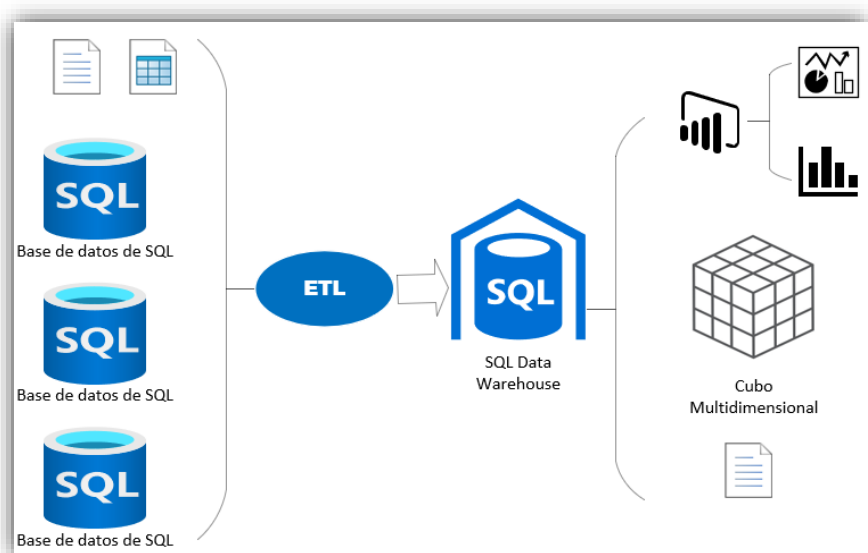 SQL
Base de datos de SQL
SQL
Base de datos de SQL
SQL
Base de datos de SQL
ETL
SQL
SQL Data
Warehouse
Cubo
Multidimensional